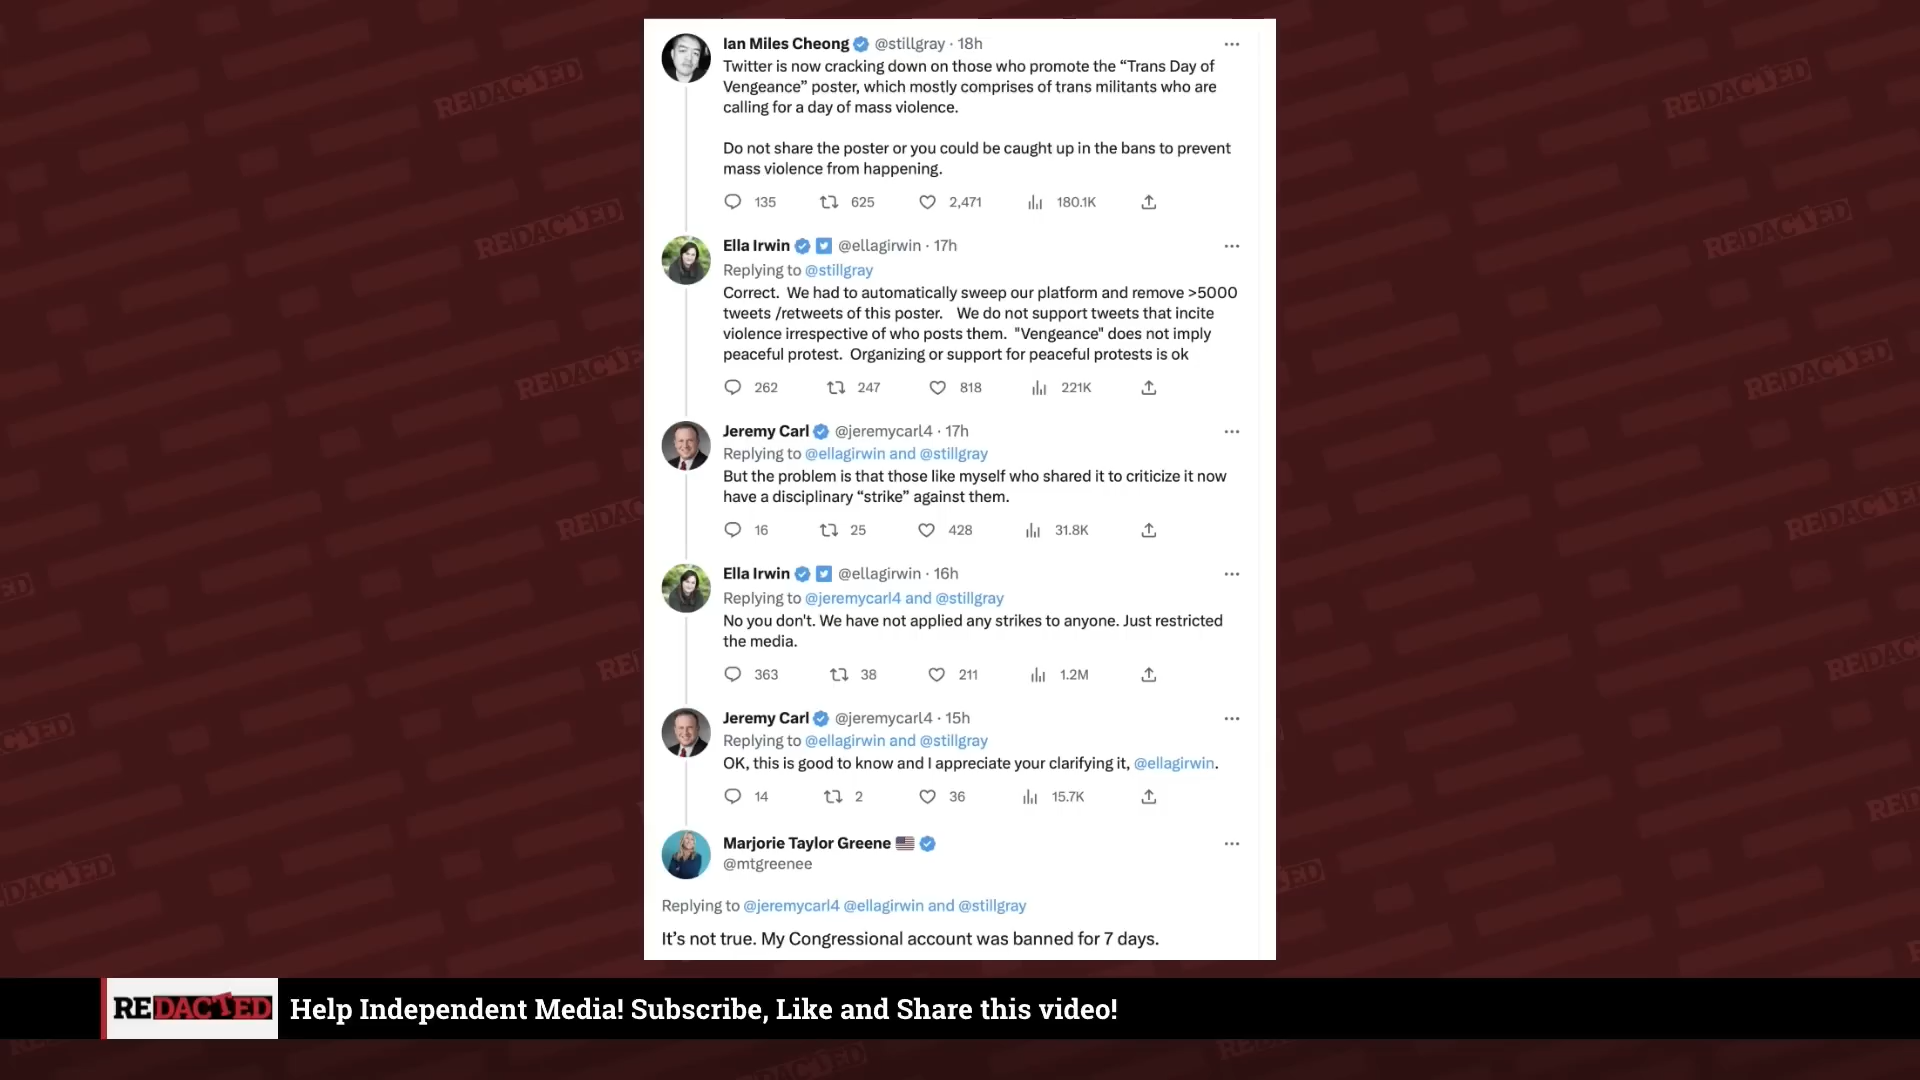 Ian Miles Cheong @stillgray · 18h
Twitter is now cracking down on those who promote the “Trans Day of
Vengeance” poster, which mostly comprises of trans militants who are
calling for a day of mass violence.
Do not share the poster or you could be caught up in the bans to prevent
mass violence from happening.
135 625 2,471 180.1K
Ella Irwin @ellagirwin · 17h
Replying to @stillgray
Correct.  We had to automatically sweep our platform and remove >5000
tweets /retweets of this poster.   We do not support tweets that incite
violence irrespective of who posts them.  "Vengeance" does not imply
peaceful protest.  Organizing or support for peaceful protests is ok
262 247 818 221K
Jeremy Carl @jeremycarl4 · 17h
Replying to @ellagirwin and @stillgray
But the problem is that those like myself who shared it to criticize it now
have a disciplinary “strike” against them.
16 25 428 31.8K
Ella Irwin @ellagirwin · 16h
Replying to @jeremycarl4 and @stillgray
No you don't. We have not applied any strikes to anyone. Just restricted
the media.
363 38 211 1.2M
Jeremy Carl @jeremycarl4 · 15h
Replying to @ellagirwin and @stillgray
OK, this is good to know and I appreciate your clarifying it, @ellagirwin.
14 2 36 15.7K
Marjorie Taylor Greene
@mtgreenee
Replying to @jeremycarl4 @ellagirwin and @stillgray
It’s not true. My Congressional account was banned for 7 days.
REDACTED Help Independent Media! Subscribe, Like and Share this video!